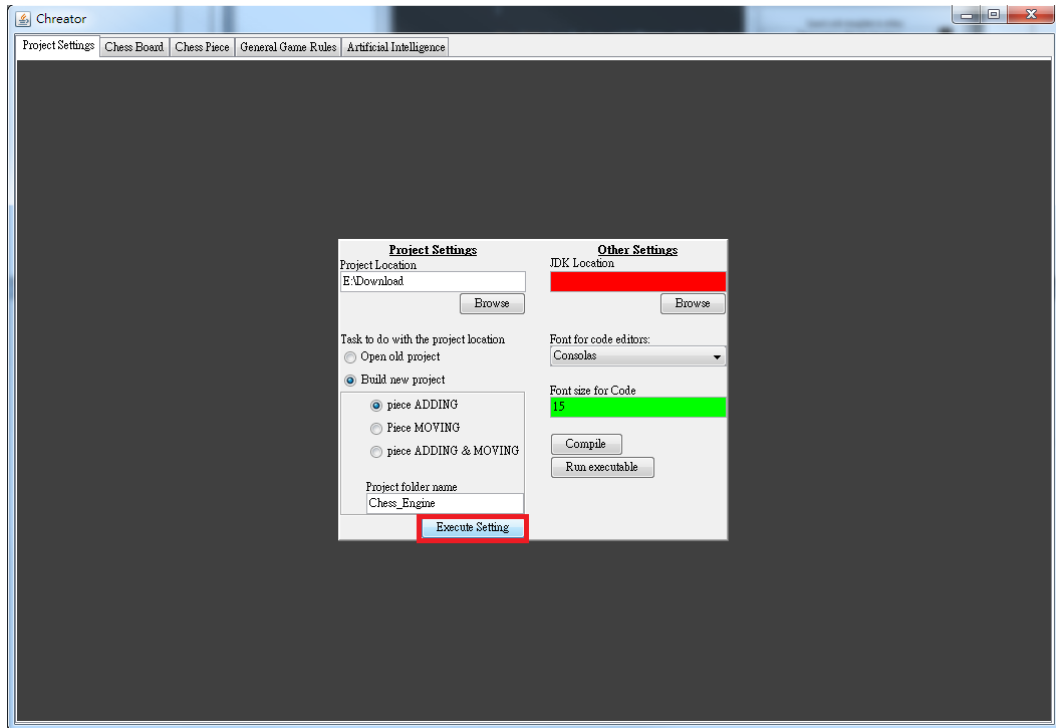 Chreator
Project Settings Chess Board Chess Piece General Game Rules Artificial Intelligence
Project Settings
Project Location
E:\Download
Browse
Task to do with the project location
Open old project
Build new project
piece ADDING
Piece MOVING
piece ADDING & MOVING
Project folder name
Chess_Engine
Execute Setting
Other Settings
JDK Location
Browse
Font for code editors:
Consolas
Font size for Code
15
Compile
Run executable